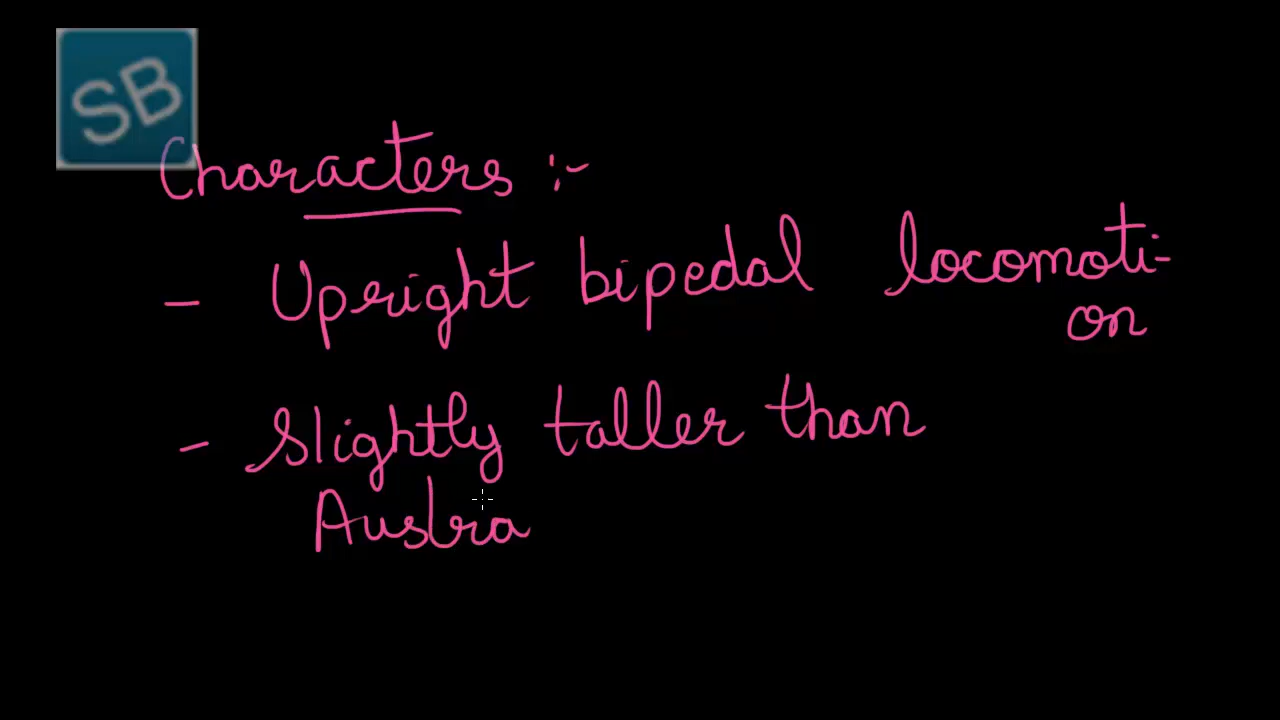 SB
Characters :-
- Upright bipedal locomoti-
on
- Slightly taller than
Austra